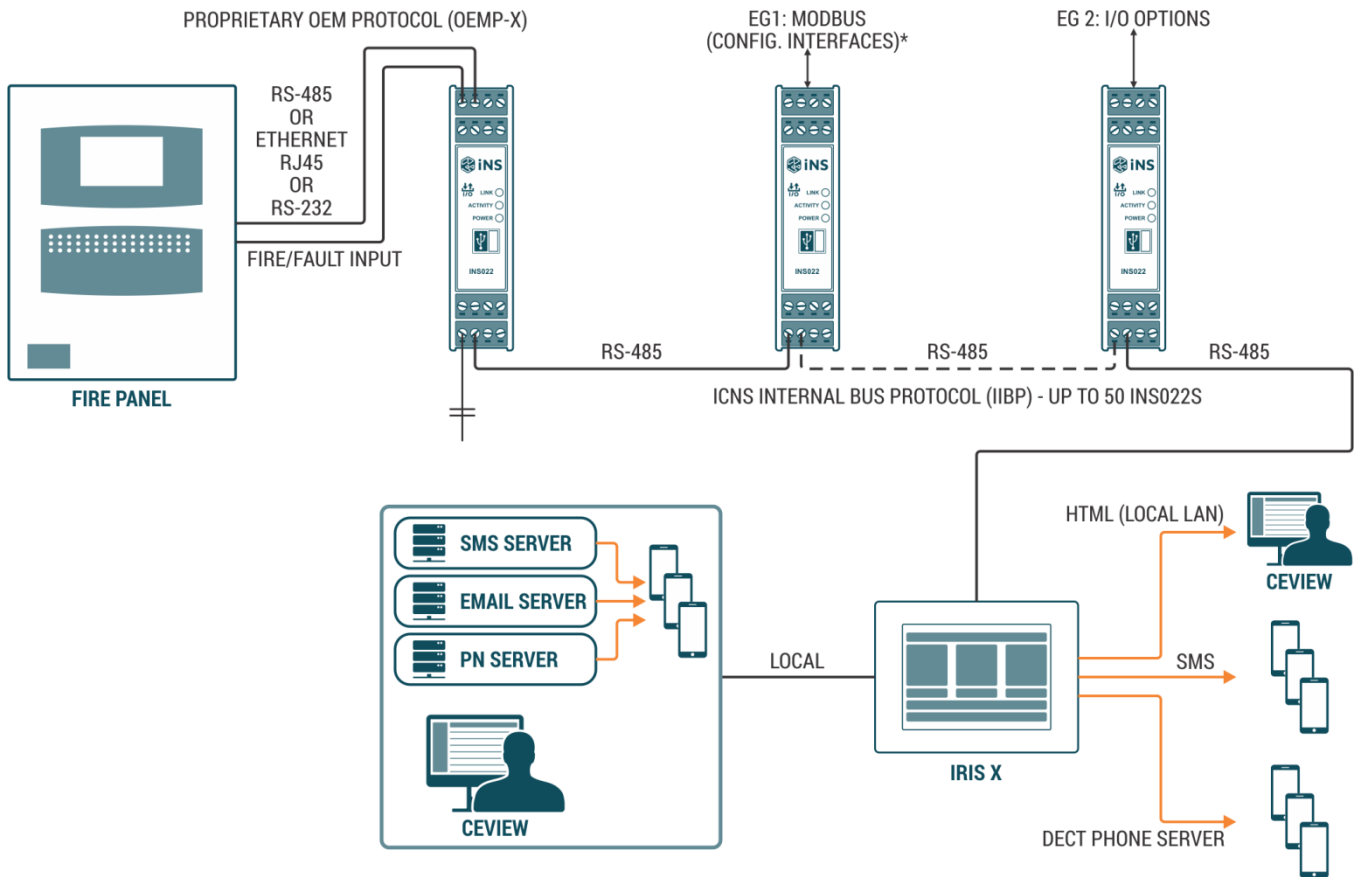 PROPRIETARY OEM PROTOCOL (OEMP-X)
EG1: MODBUS
(CONFIG. INTERFACES)*
EG 2: I/O OPTIONS
RS-485
OR
ETHERNET
RJ45
OR
RS-232
FIRE/FAULT INPUT
FIRE PANEL
iNS
I/O
LINK
ACTIVITY
POWER
INS022
iNS
I/O
LINK
ACTIVITY
POWER
INS022
iNS
I/O
LINK
ACTIVITY
POWER
INS022
RS-485
RS-485
RS-485
ICNS INTERNAL BUS PROTOCOL (IIBP) - UP TO 50 INS022S
SMS SERVER
EMAIL SERVER
PN SERVER
CEVIEW
LOCAL
IRIS X
HTML (LOCAL LAN)
CEVIEW
SMS
DECT PHONE SERVER